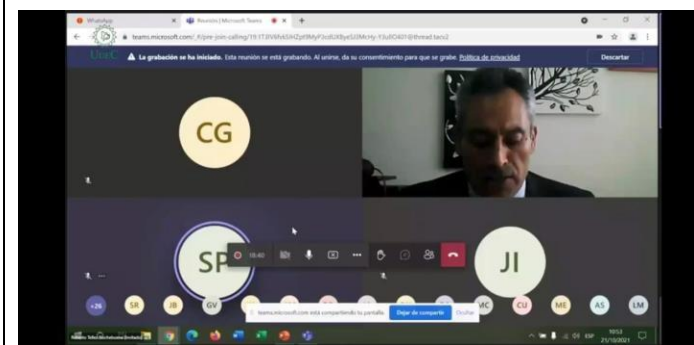 WhatsApp
Reunión | Microsoft Teams
teams.microsoft.com
La grabación se ha iniciado. Esta reunión se está grabando. Al unirse, da su consentimiento para que se grabe. Política de privacidad
Descartar
CG
SP
18:40
JI
+26
SR
JB
GV
MC
CU
ME
AS
LM
teams.microsoft.com está compartiendo tu pantalla.
Dejar de compartir
Ocultar
ESP
10:53
21/10/2021